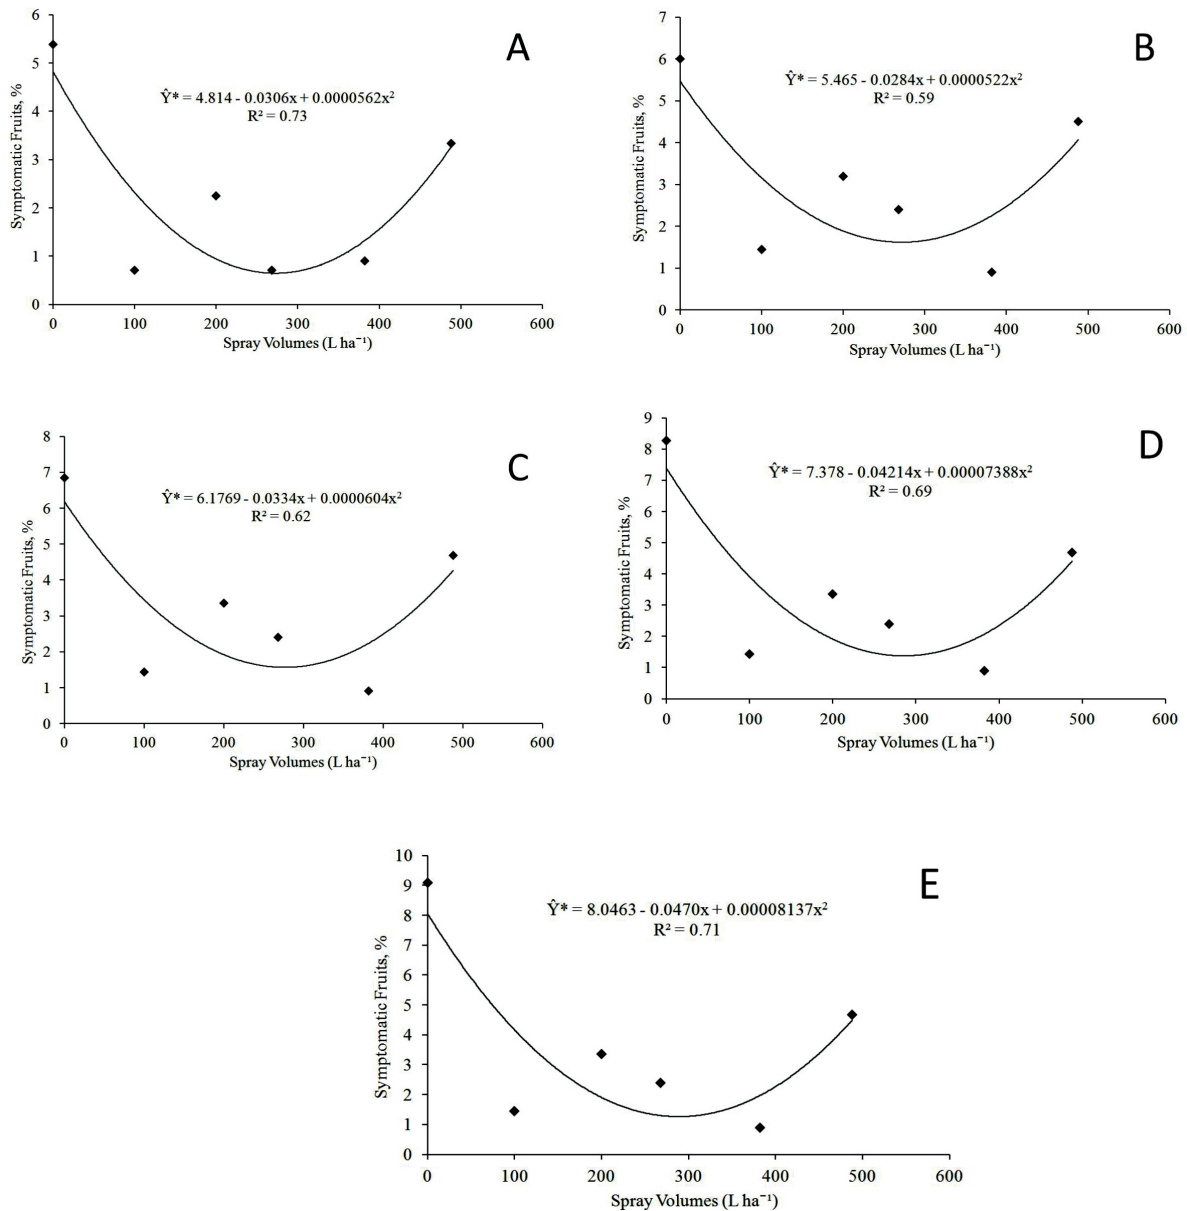 A
Symptomatic Fruits, %
6
5
4
3
2
1
0
Ŷ* = 4.814 - 0.0306x + 0.0000562x²
R² = 0.73
0 100 200 300 400 500 600
Spray Volumes (L ha⁻¹)
B
Symptomatic Fruits, %
7
6
5
4
3
2
1
0
Ŷ* = 5.465 - 0.0284x + 0.0000522x²
R² = 0.59
0 100 200 300 400 500 600
Spray Volumes (L ha⁻¹)
C
Symptomatic Fruits, %
8
7
6
5
4
3
2
1
0
Ŷ* = 6.1769 - 0.0334x + 0.0000604x²
R² = 0.62
0 100 200 300 400 500 600
Spray Volumes (L ha⁻¹)
D
Symptomatic Fruits, %
9
8
7
6
5
4
3
2
1
0
Ŷ* = 7.378 - 0.04214x + 0.00007388x²
R² = 0.69
0 100 200 300 400 500 600
Spray Volumes (L ha⁻¹)
E
Symptomatic Fruits, %
10
9
8
7
6
5
4
3
2
1
0
Ŷ* = 8.0463 - 0.0470x + 0.00008137x²
R² = 0.71
0 100 200 300 400 500 600
Spray Volumes (L ha⁻¹)